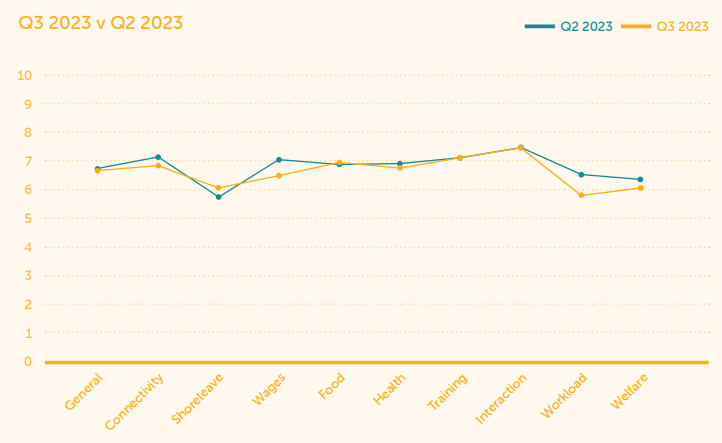 Q3 2023 v Q2 2023
Q2 2023
Q3 2023
10
9
8
7
6
5
4
3
2
1
0
General
Connectivity
Shoreleave
Wages
Food
Health
Training
Interaction
Workload
Welfare